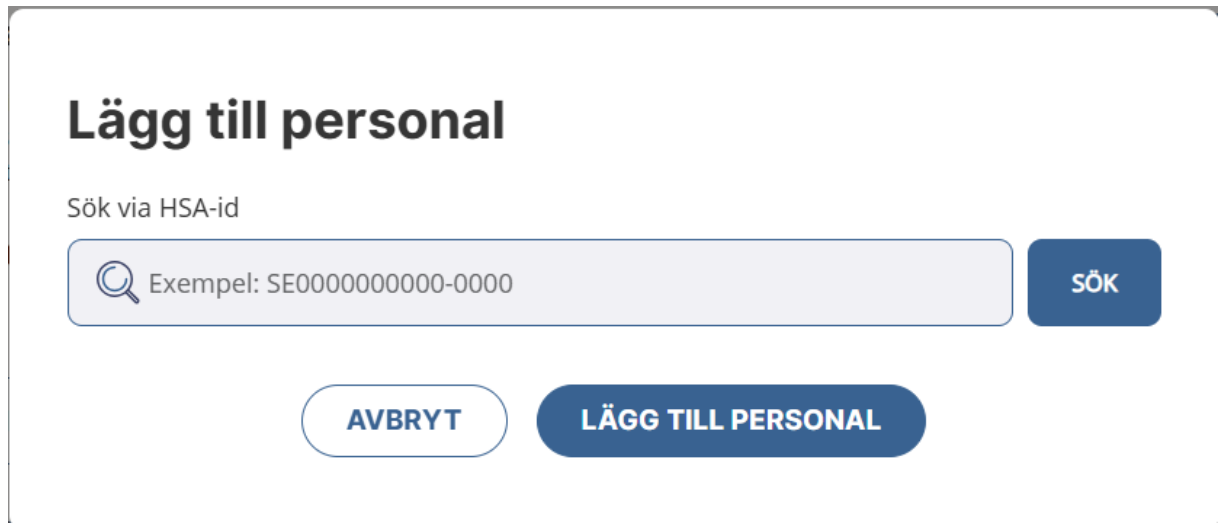 Lägg till personal
Sök via HSA-id
Exempel: SE0000000000-0000
SÖK
AVBRYT
LÄGG TILL PERSONAL